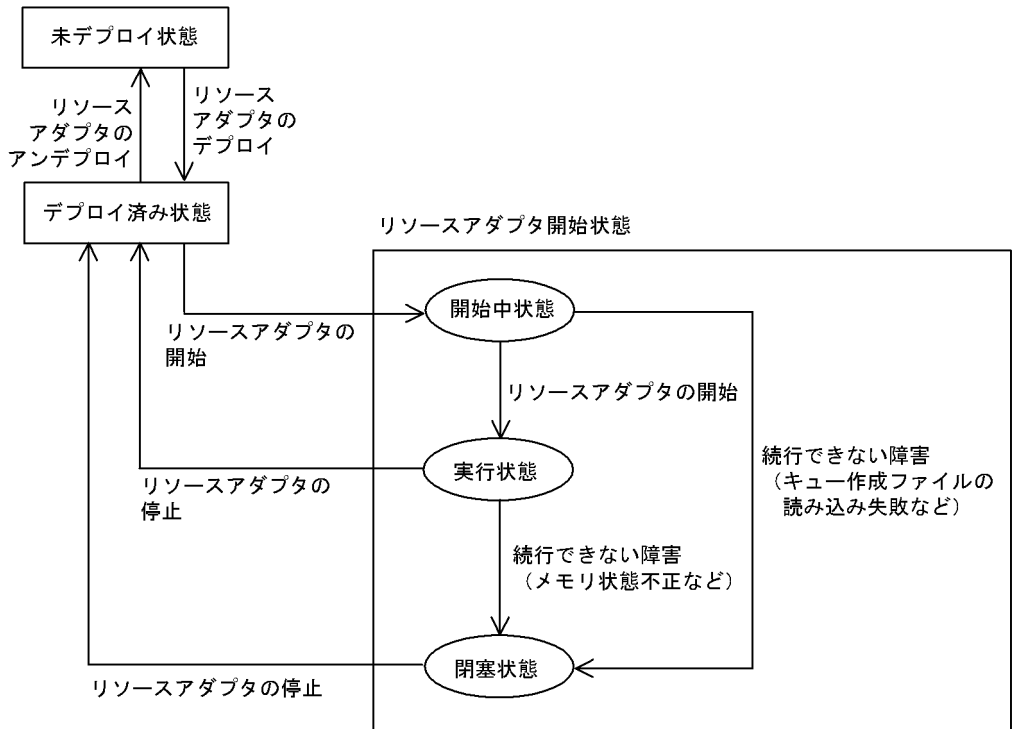 未デプロイ状態
リソース
アダプタの
アンデプロイ
リソース
アダプタの
デプロイ
デプロイ済み状態
リソースアダプタ開始状態
開始中状態
リソースアダプタの
開始
リソースアダプタの開始
実行状態
リソースアダプタの
停止
続行できない障害
（キュー作成ファイルの
読み込み失敗など）
続行できない障害
（メモリ状態不正など）
閉塞状態
リソースアダプタの停止